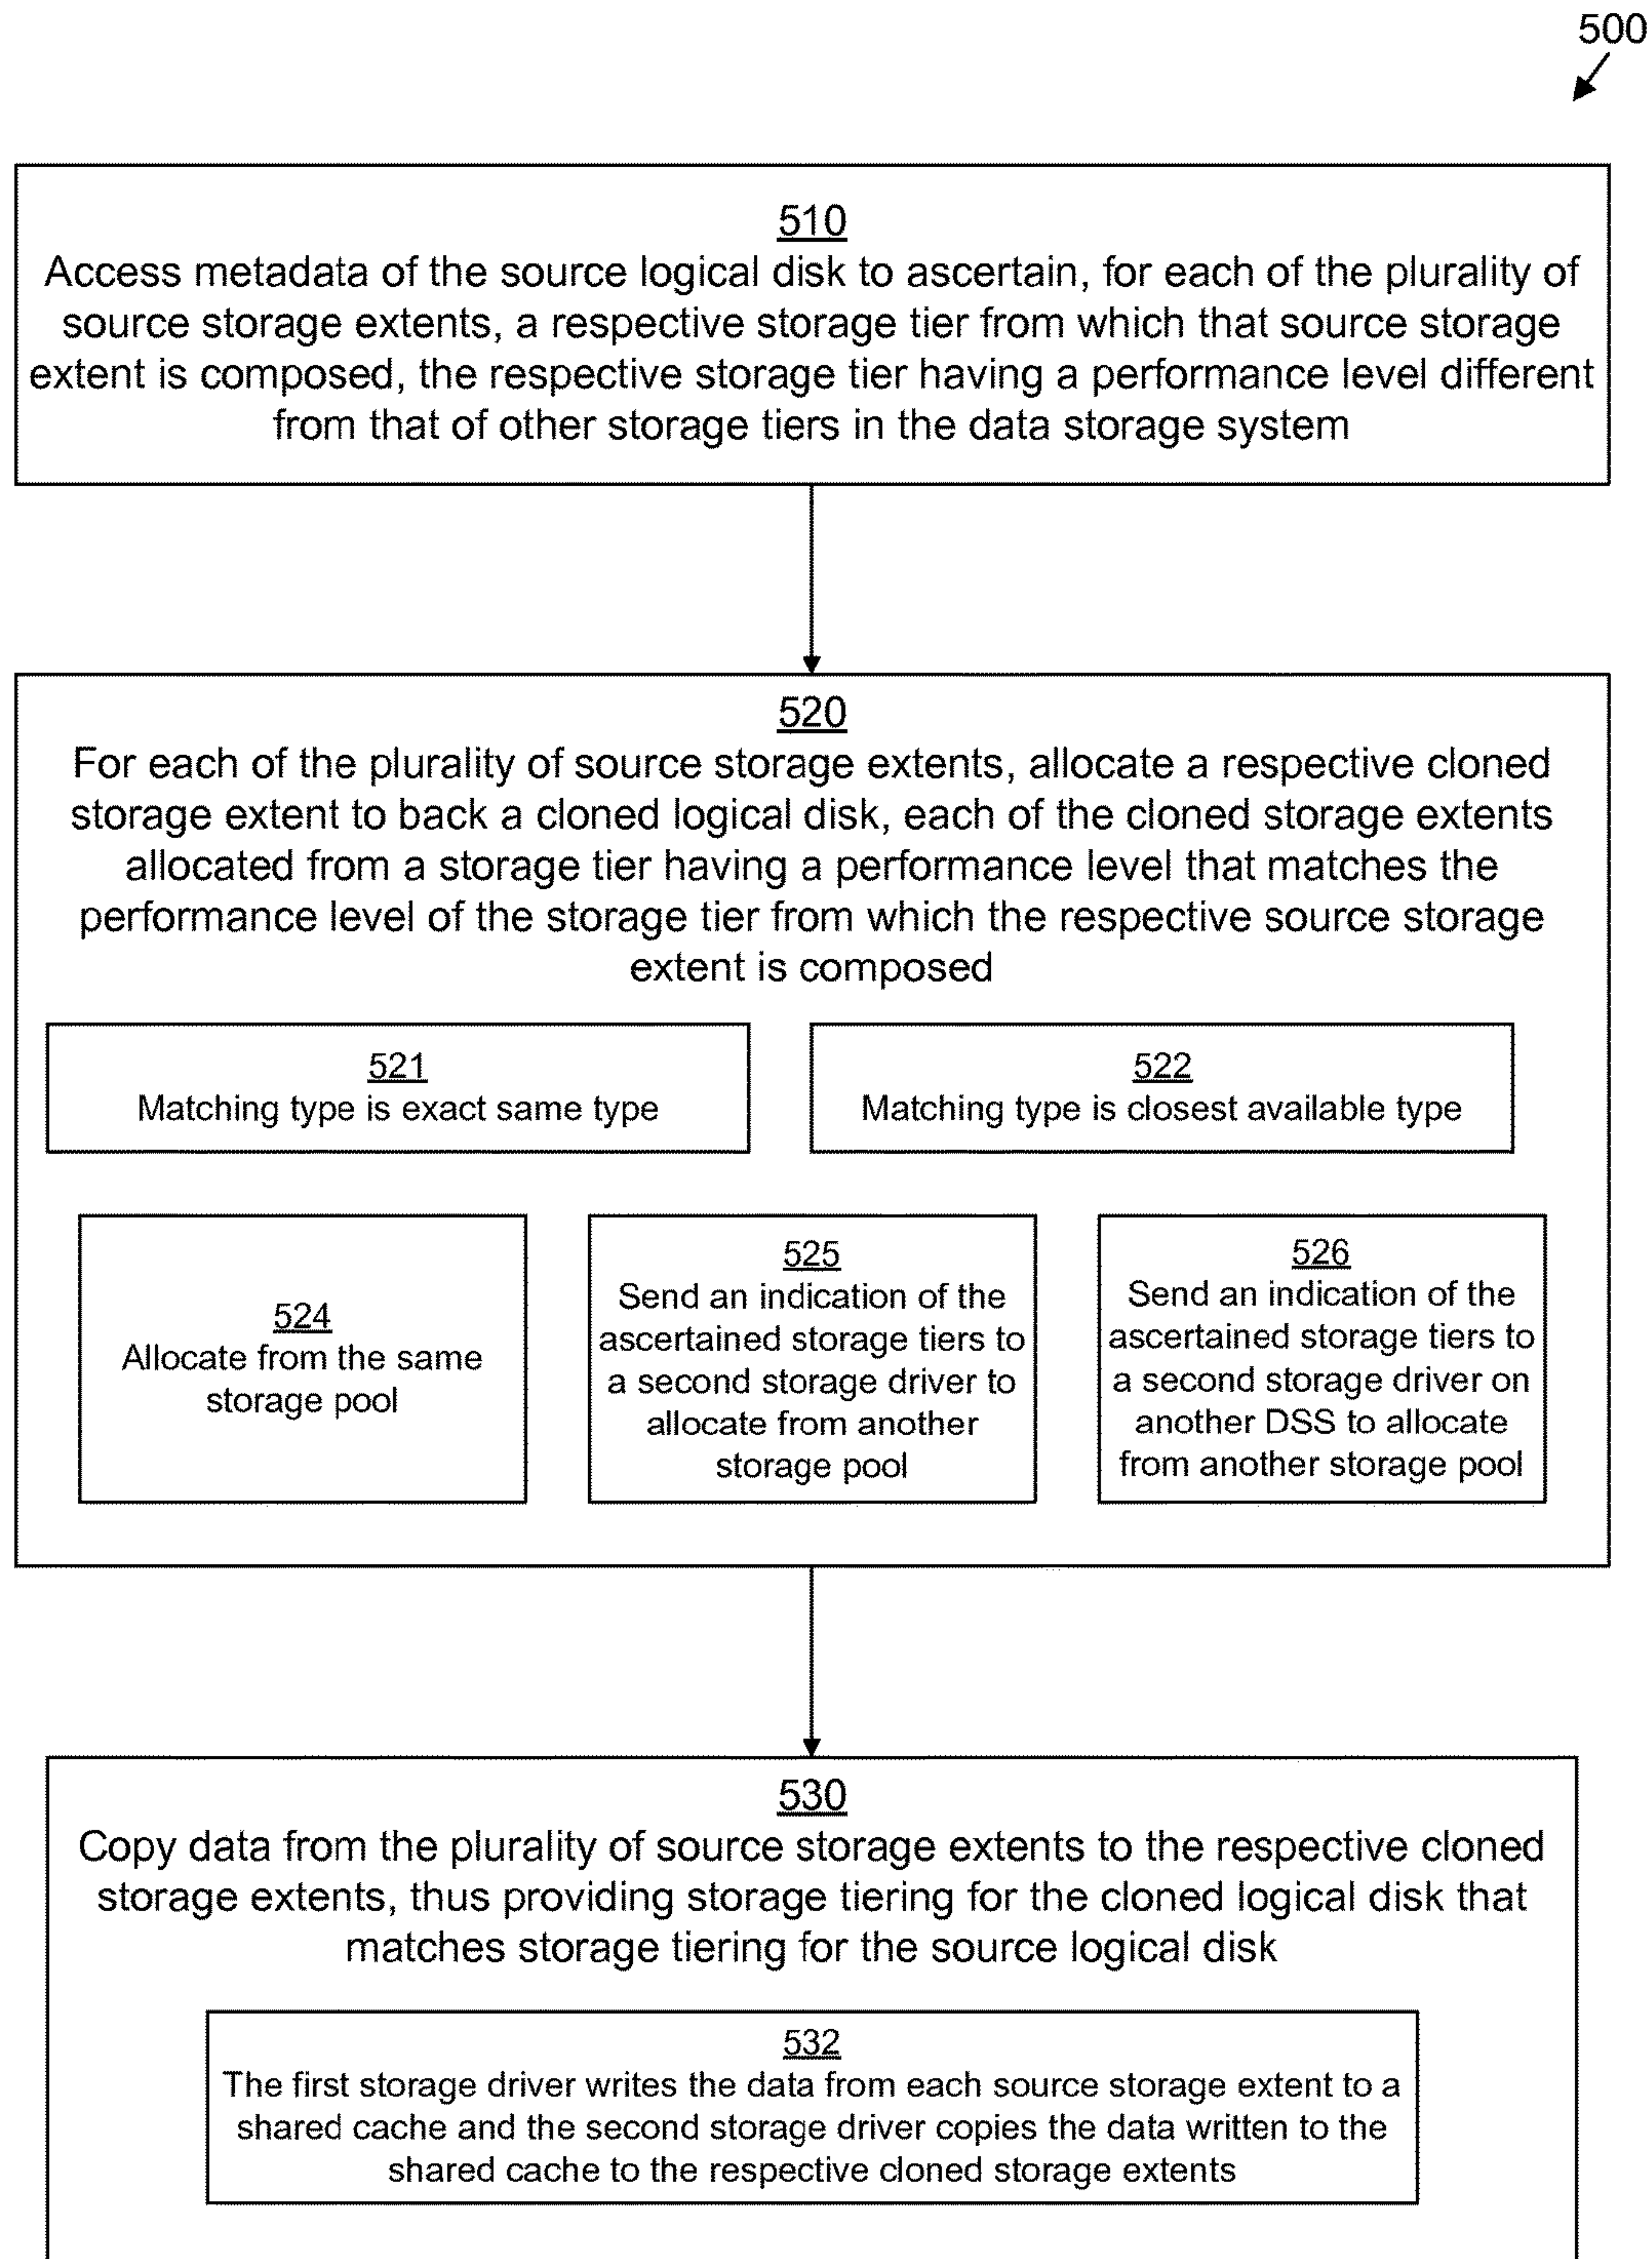 500
510
Access metadata of the source logical disk to ascertain, for each of the plurality of
source storage extents, a respective storage tier from which that source storage
extent is composed, the respective storage tier having a performance level different
from that of other storage tiers in the data storage system
520
For each of the plurality of source storage extents, allocate a respective cloned
storage extent to back a cloned logical disk, each of the cloned storage extents
allocated from a storage tier having a performance level that matches the
performance level of the storage tier from which the respective source storage
extent is composed
521
Matching type is exact same type
522
Matching type is closest available type
524
Allocate from the same
storage pool
525
Send an indication of the
ascertained storage tiers to
a second storage driver to
allocate from another
storage pool
526
Send an indication of the
ascertained storage tiers to
a second storage driver on
another DSS to allocate
from another storage pool
530
Copy data from the plurality of source storage extents to the respective cloned
storage extents, thus providing storage tiering for the cloned logical disk that
matches storage tiering for the source logical disk
532
The first storage driver writes the data from each source storage extent to a
shared cache and the second storage driver copies the data written to the
shared cache to the respective cloned storage extents